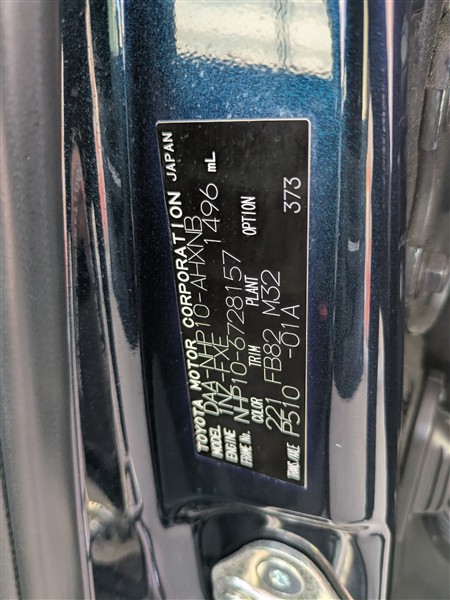 TOYOTA MOTOR CORPORATION JAPAN
MODEL DAA-NHP10-AHXNB
ENGINE 1NZ-FXE 1496 mL
FRAME No. NHP10-6728157
COLOR TRIM PLANT OPTION
221 FB82 M32 373
TRANS/AXLE P510 -01A